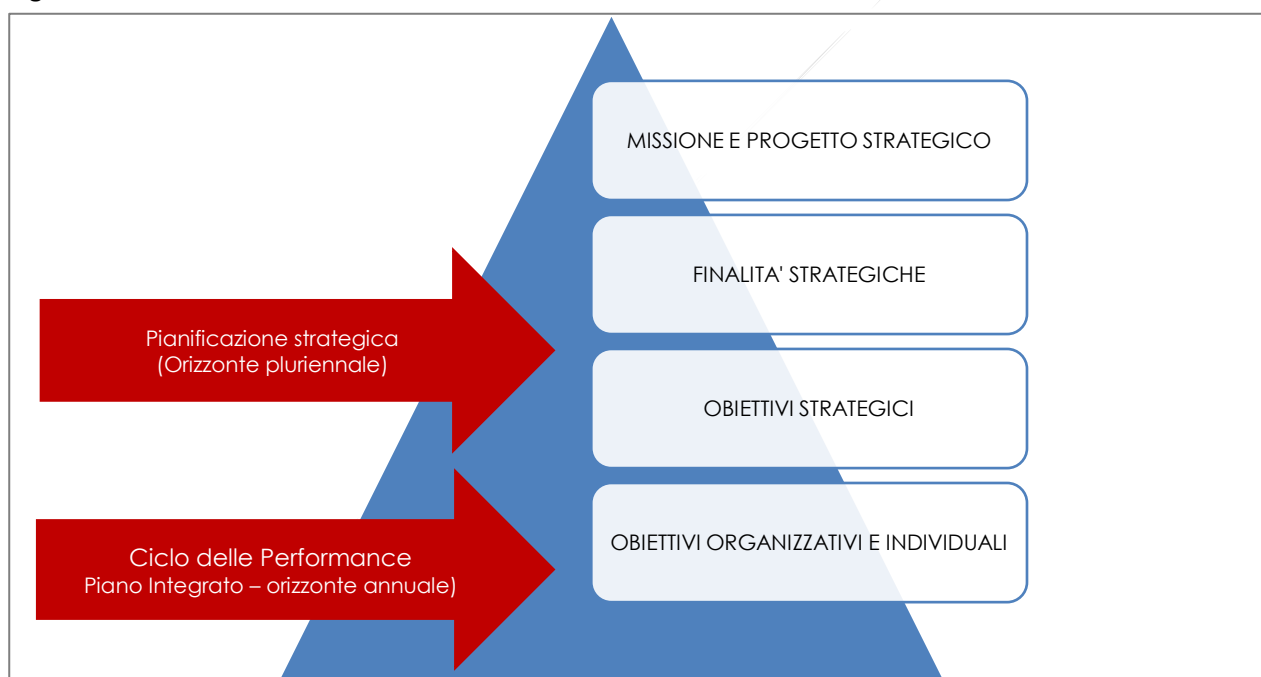 MISSIONE E PROGETTO STRATEGICO
FINALITA' STRATEGICHE
Pianificazione strategica
(Orizzonte pluriennale)
OBIETTIVI STRATEGICI
Ciclo delle Performance
Piano Integrato – orizzonte annuale)
OBIETTIVI ORGANIZZATIVI E INDIVIDUALI